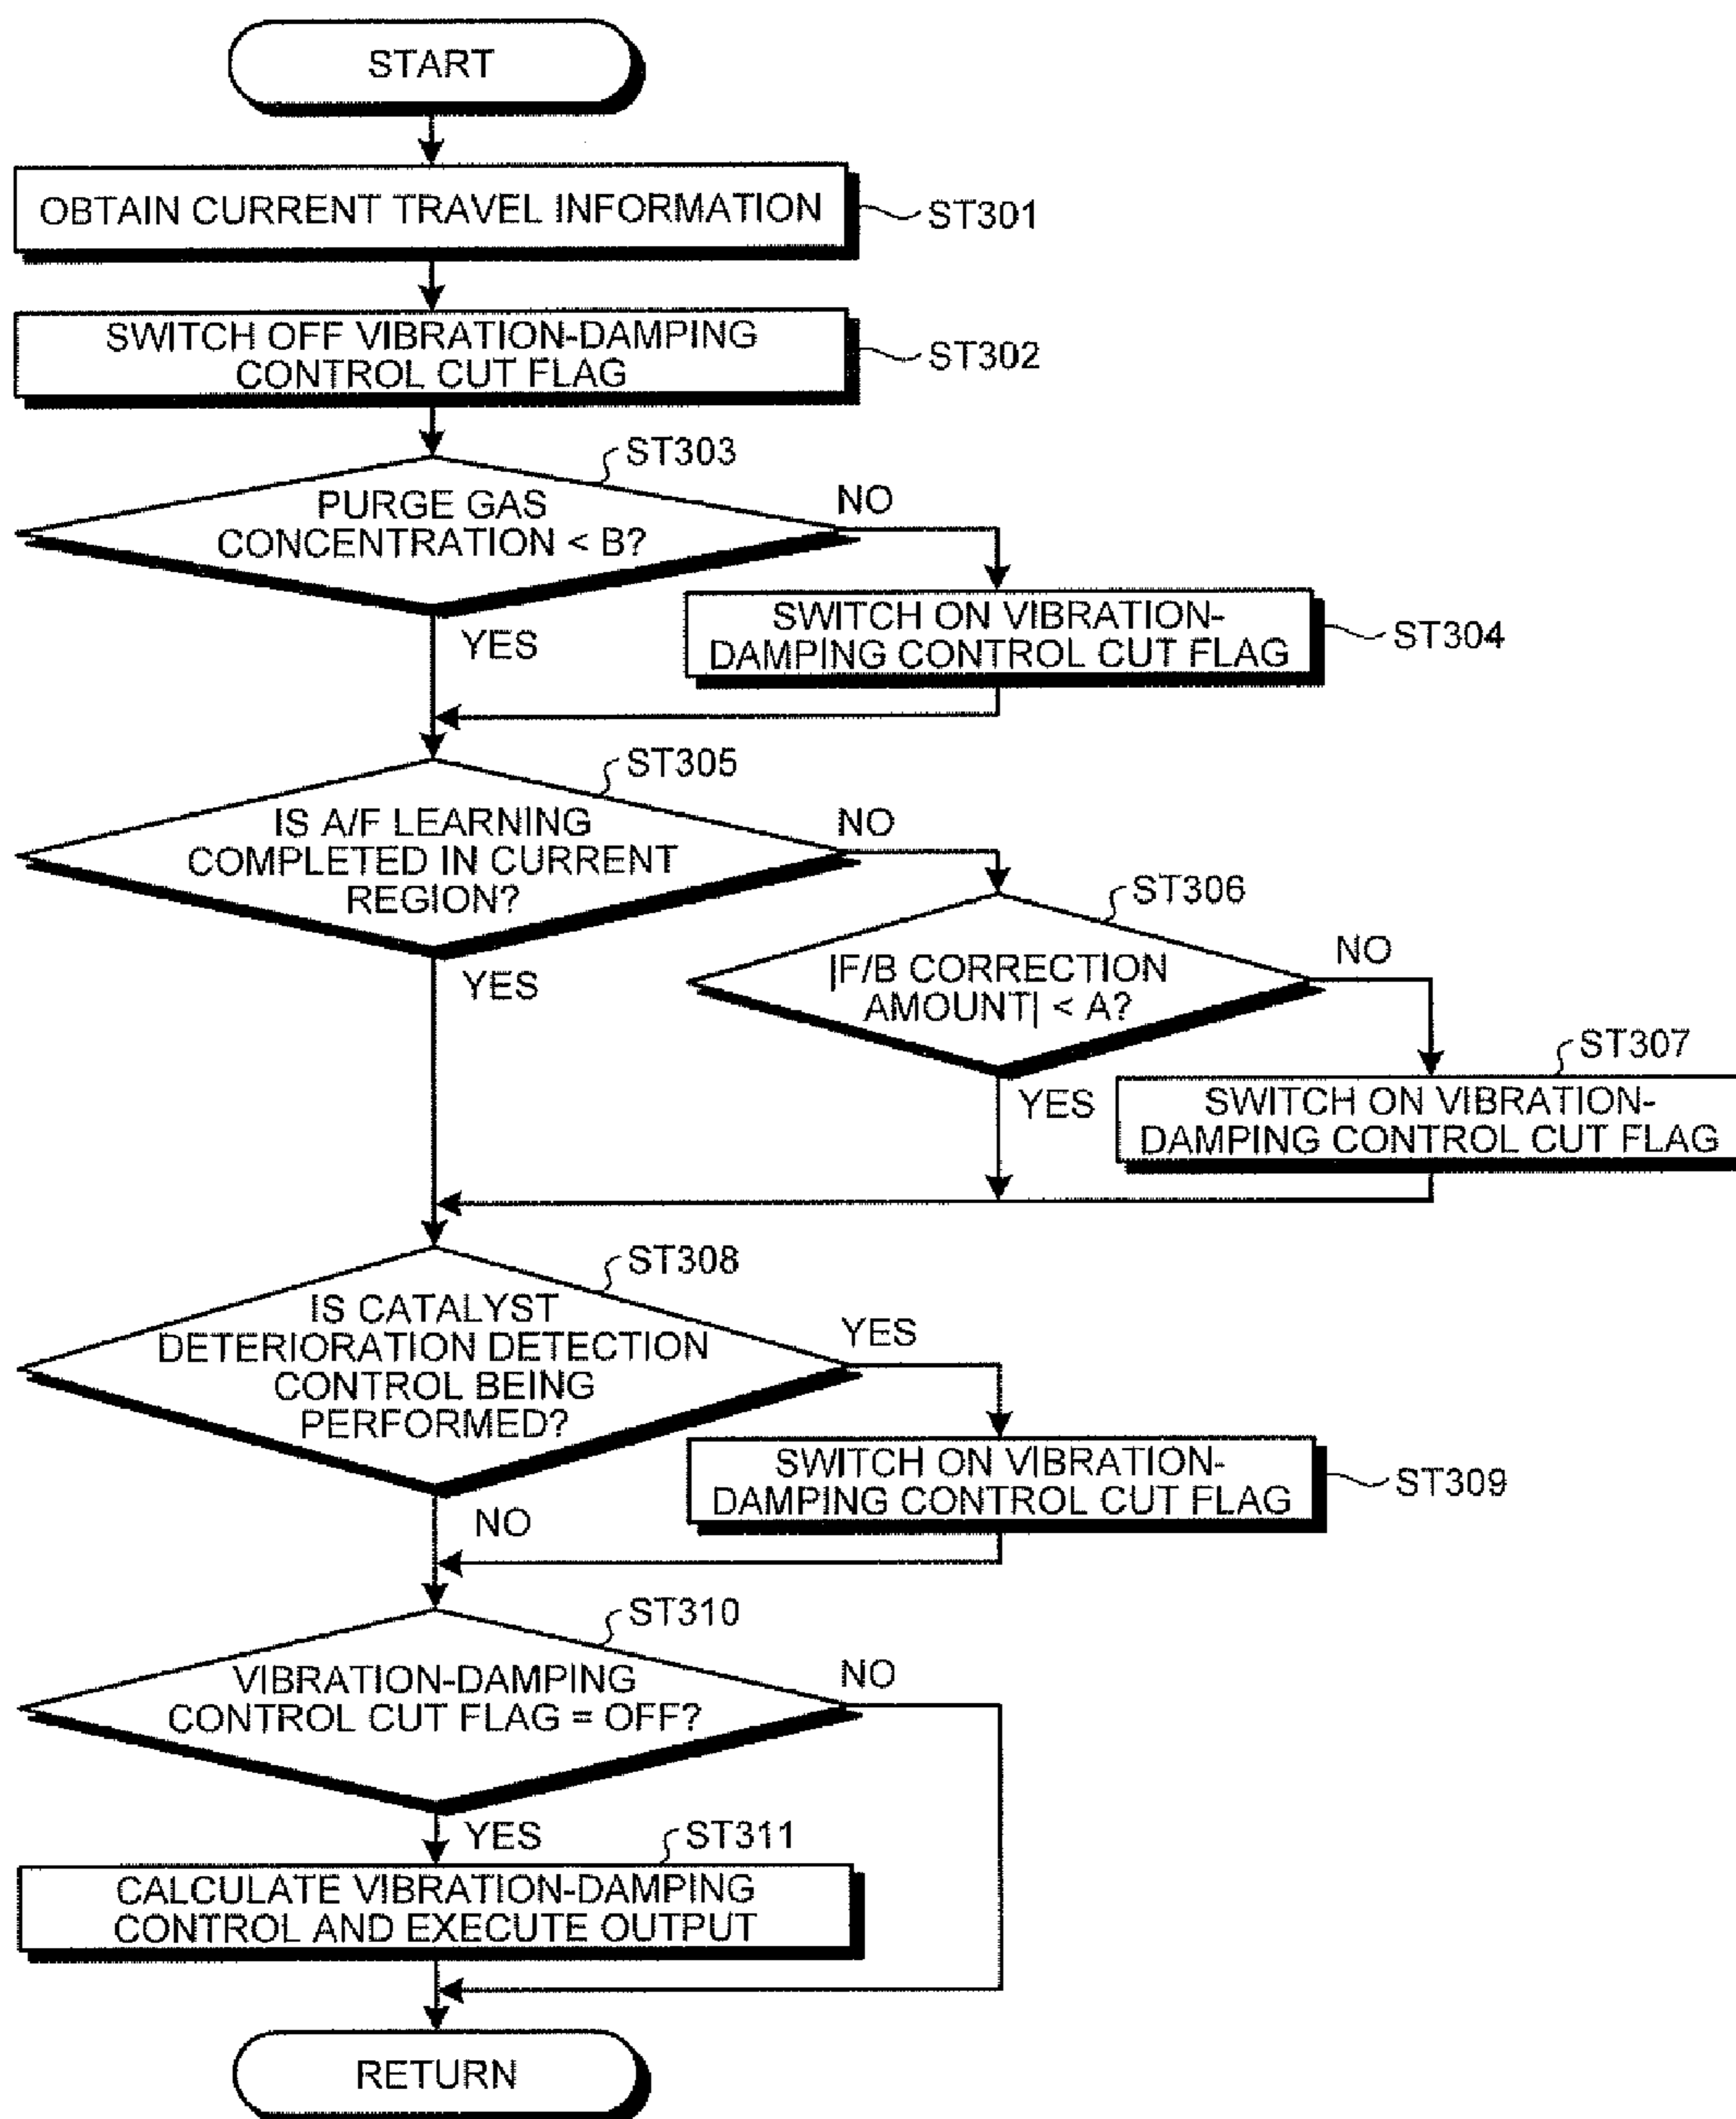 START
OBTAIN CURRENT TRAVEL INFORMATION
ST301
SWITCH OFF VIBRATION-DAMPING
CONTROL CUT FLAG
ST302
ST303
PURGE GAS
CONCENTRATION < B?
NO
YES
SWITCH ON VIBRATION-
DAMPING CONTROL CUT FLAG
ST304
ST305
IS A/F LEARNING
COMPLETED IN CURRENT
REGION?
NO
YES
ST306
|F/B CORRECTION
AMOUNT| < A?
NO
YES
ST307
SWITCH ON VIBRATION-
DAMPING CONTROL CUT FLAG
ST308
IS CATALYST
DETERIORATION DETECTION
CONTROL BEING
PERFORMED?
YES
NO
SWITCH ON VIBRATION-
DAMPING CONTROL CUT FLAG
ST309
ST310
VIBRATION-DAMPING
CONTROL CUT FLAG = OFF?
NO
YES
ST311
CALCULATE VIBRATION-DAMPING
CONTROL AND EXECUTE OUTPUT
RETURN